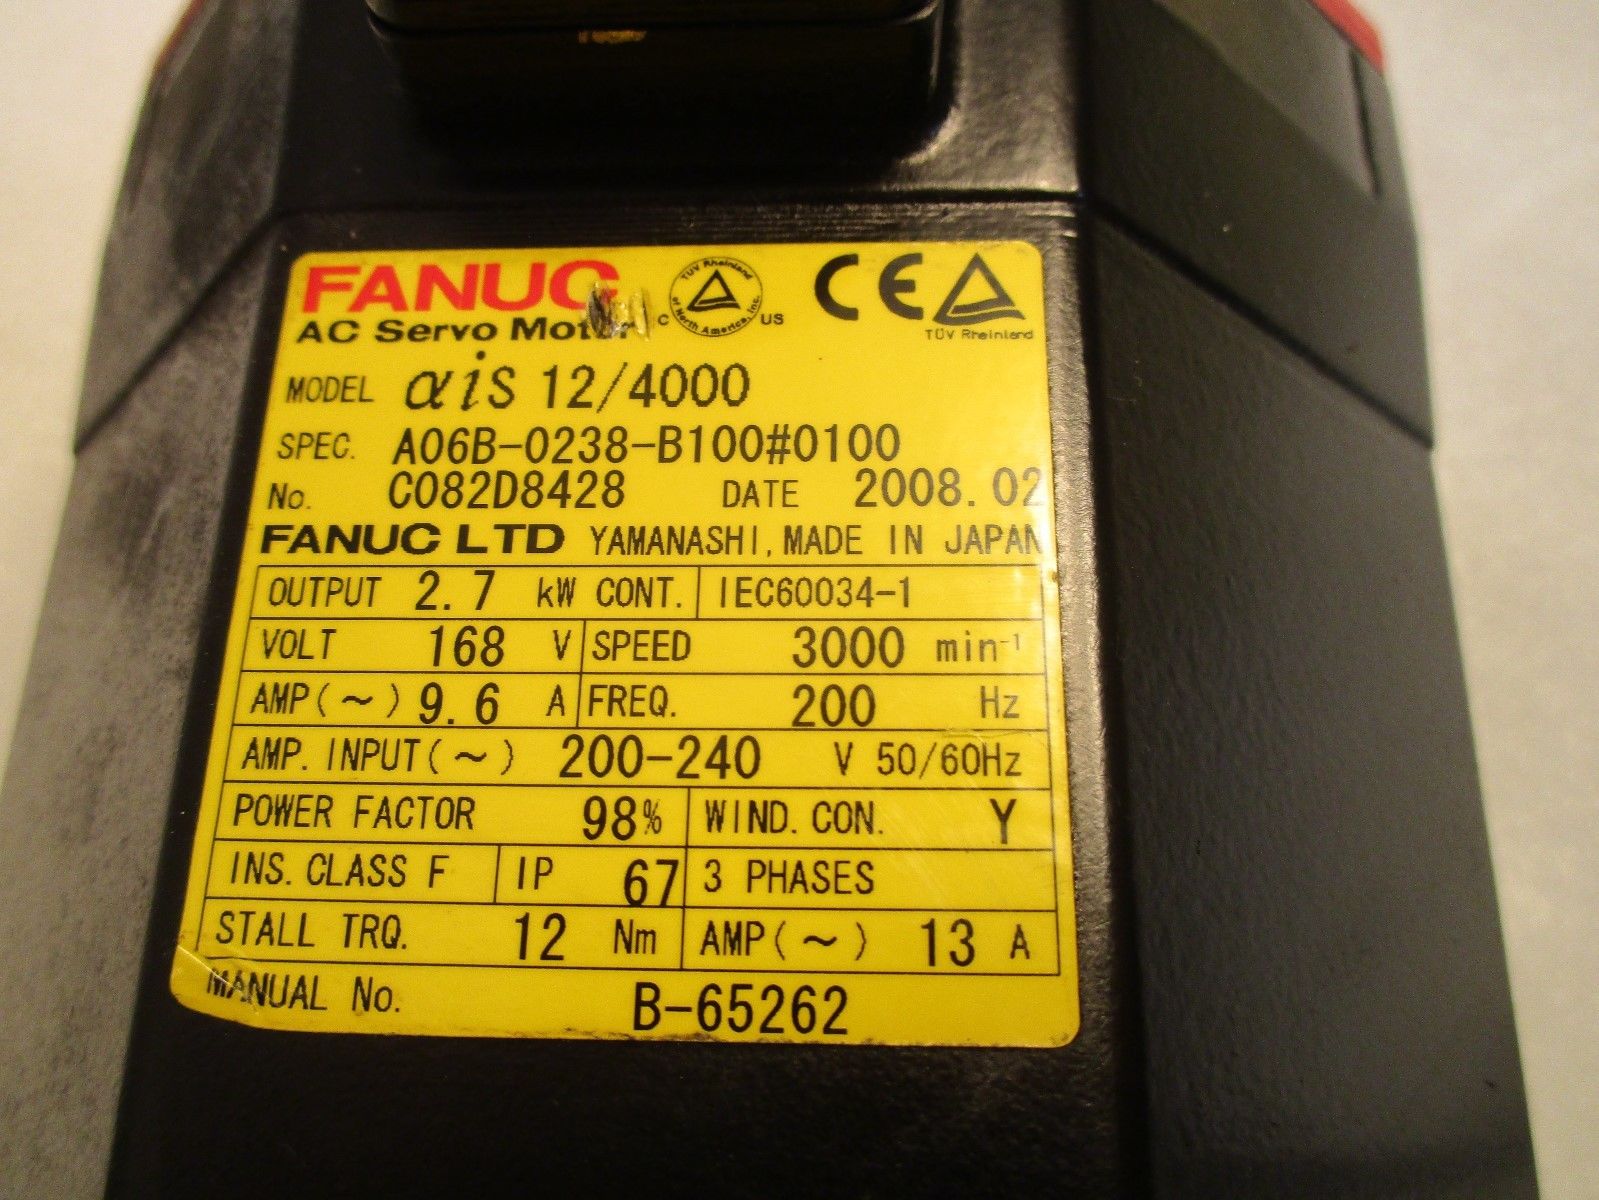 FANUC
AC Servo Motor
TÜV Rheinland
of North America, Inc.
C US
CE
TÜV Rheinland
MODEL αiS 12/4000
SPEC. A06B-0238-B100#0100
No. C082D8428 DATE 2008.02
FANUC LTD YAMANASHI, MADE IN JAPAN
OUTPUT 2.7 kW CONT. IEC60034-1
VOLT 168 V SPEED 3000 min⁻¹
AMP(~) 9.6 A FREQ. 200 Hz
AMP. INPUT(~) 200-240 V 50/60Hz
POWER FACTOR 98% WIND. CON. Y
INS. CLASS F IP 67 3 PHASES
STALL TRQ. 12 Nm AMP(~) 13 A
MANUAL No. B-65262